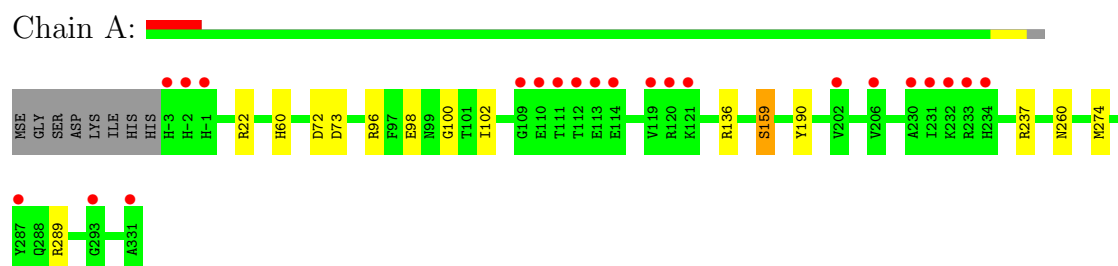 Chain A:
MSE GLY SER ASP LYS ILE HIS HIS H-3 H-2 H-1 R22 H60 D72 D73 R96 F97 E98 N99 G100 T101 I102 G109 E110 T111 T112 E113 E114 V119 R120 K121 R136 S159 Y190 V202 V206 A230 I231 K232 R233 H234 R237 N260 M274
Y287 Q288 R289 G293 A331